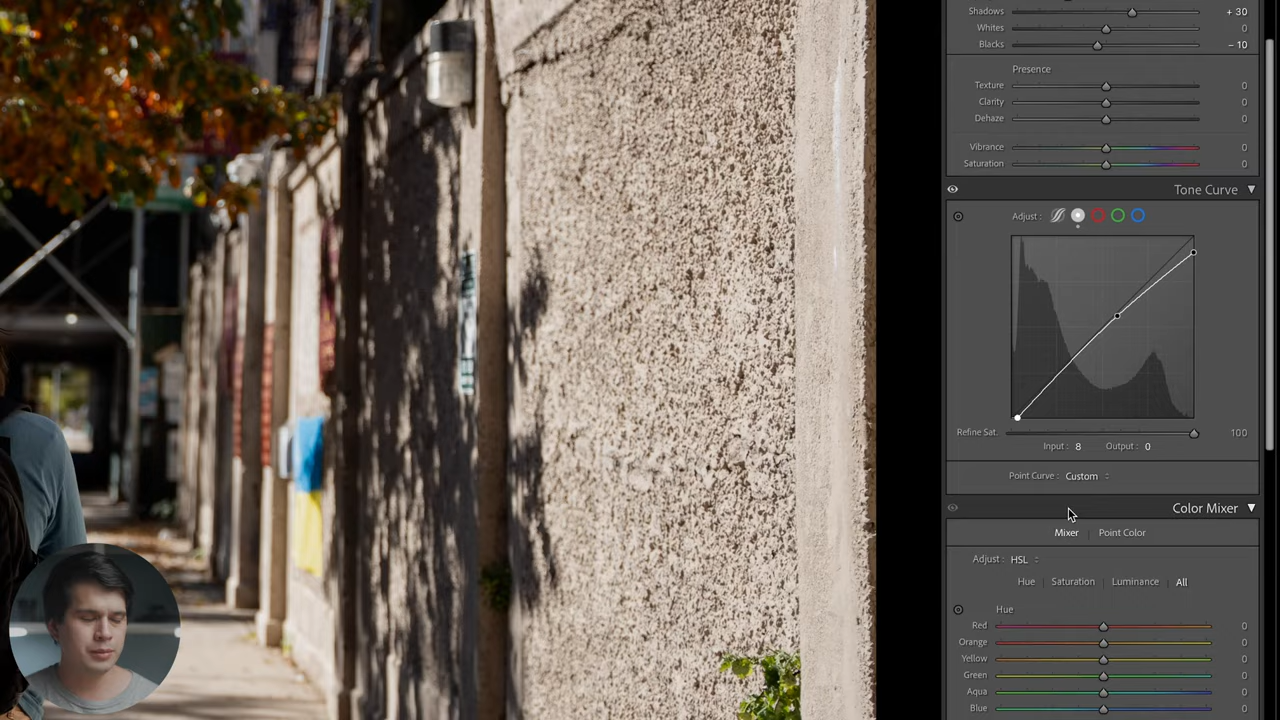 Shadows + 30
Whites 0
Blacks – 10
Presence
Texture 0
Clarity 0
Dehaze 0
Vibrance 0
Saturation 0
Tone Curve
Adjust :
Refine Sat. 100
Input : 8 Output : 0
Point Curve : Custom
Color Mixer
Mixer Point Color
Adjust : HSL
Hue Saturation Luminance All
Hue
Red 0
Orange 0
Yellow 0
Green 0
Aqua 0
Blue 0